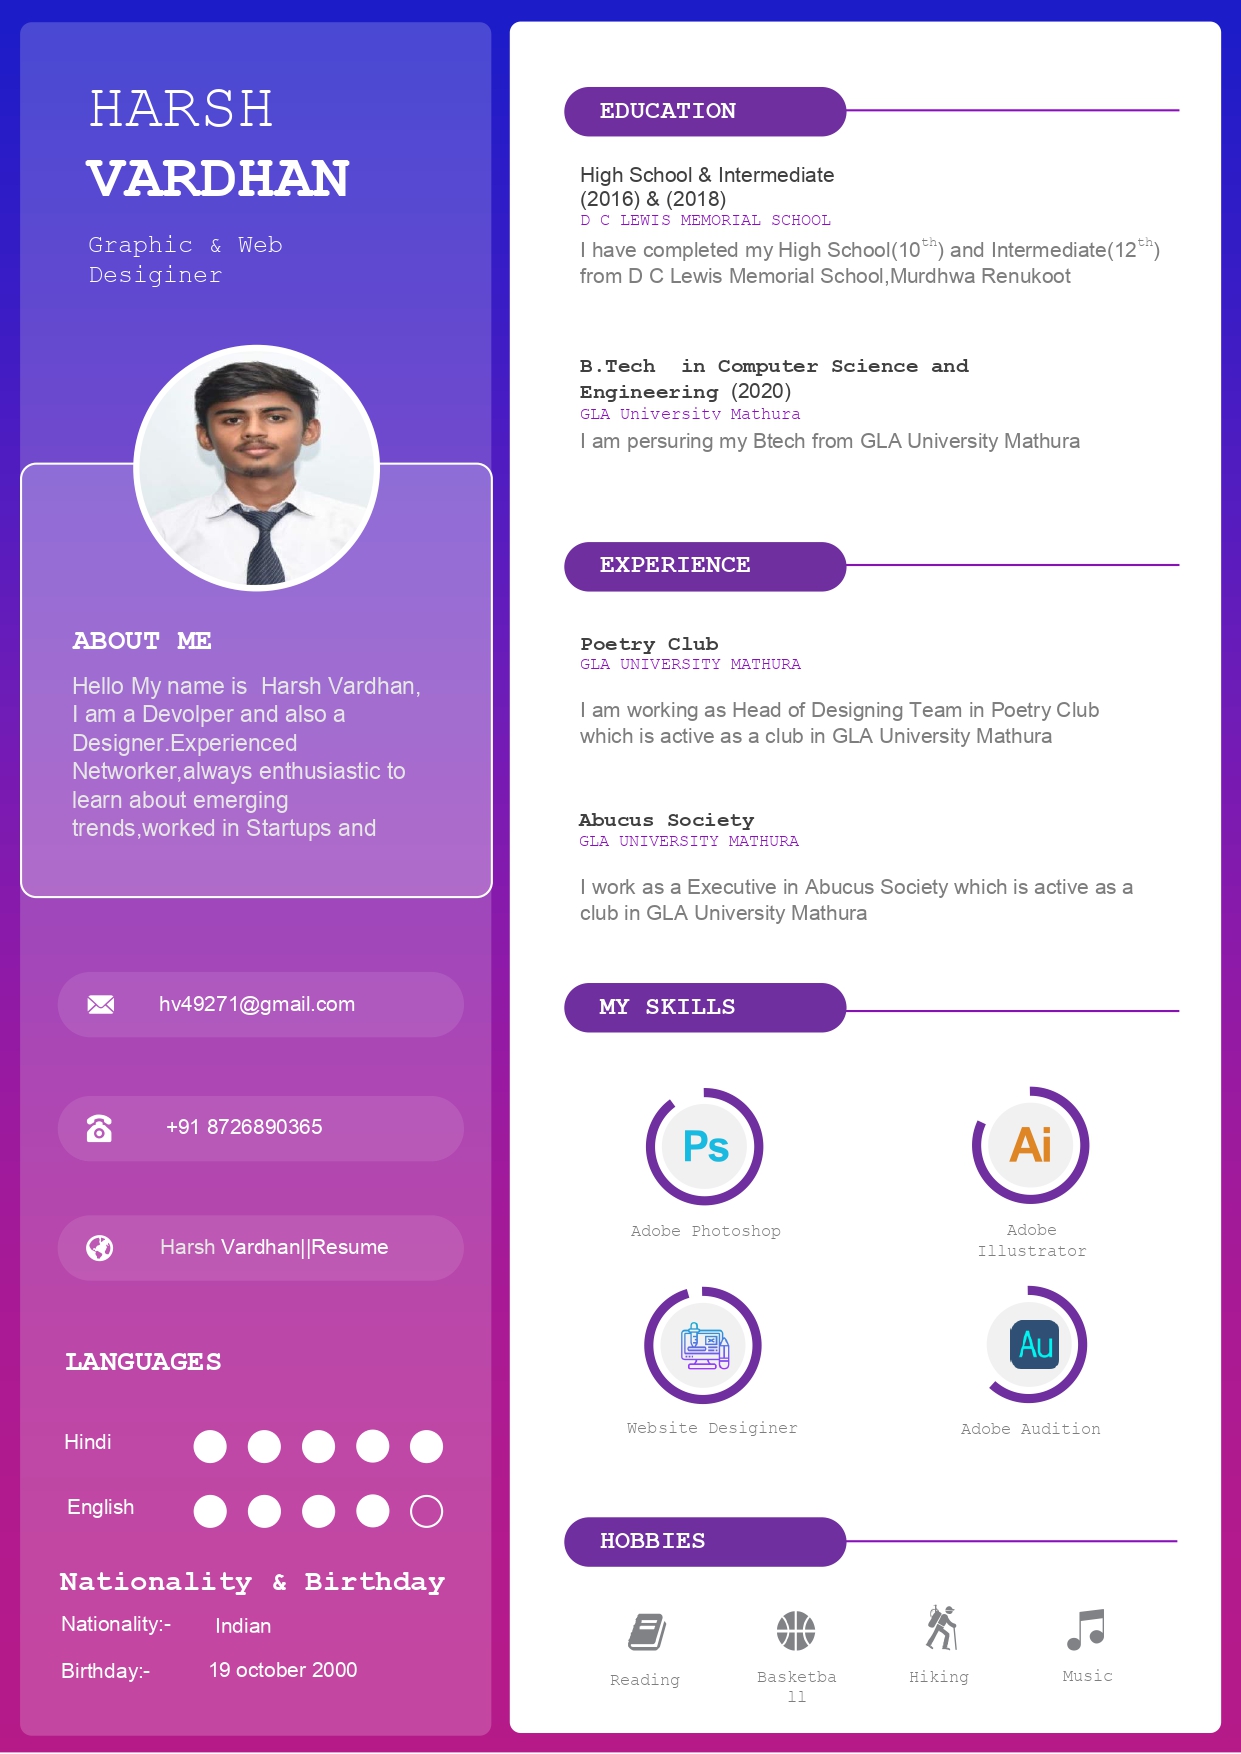 HARSH
VARDHAN
Graphic & Web
Desiginer
ABOUT ME
Hello My name is  Harsh Vardhan,
I am a Devolper and also a
Designer.Experienced
Networker,always enthusiastic to
learn about emerging
trends,worked in Startups and
hv49271@gmail.com
+91 8726890365
Harsh Vardhan||Resume
LANGUAGES
Hindi
English
Nationality & Birthday
Nationality:- Indian
Birthday:- 19 october 2000
EDUCATION
High School & Intermediate
(2016) & (2018)
D C LEWIS MEMORIAL SCHOOL
I have completed my High School(10th) and Intermediate(12th)
from D C Lewis Memorial School,Murdhwa Renukoot
B.Tech  in Computer Science and
Engineering (2020)
GLA University Mathura
I am persuring my Btech from GLA University Mathura
EXPERIENCE
Poetry Club
GLA UNIVERSITY MATHURA
I am working as Head of Designing Team in Poetry Club
which is active as a club in GLA University Mathura
Abucus Society
GLA UNIVERSITY MATHURA
I work as a Executive in Abucus Society which is active as a
club in GLA University Mathura
MY SKILLS
Ps
Adobe Photoshop
Ai
Adobe
Illustrator
Website Desiginer
Au
Adobe Audition
HOBBIES
Reading
Basketba
ll
Hiking
Music